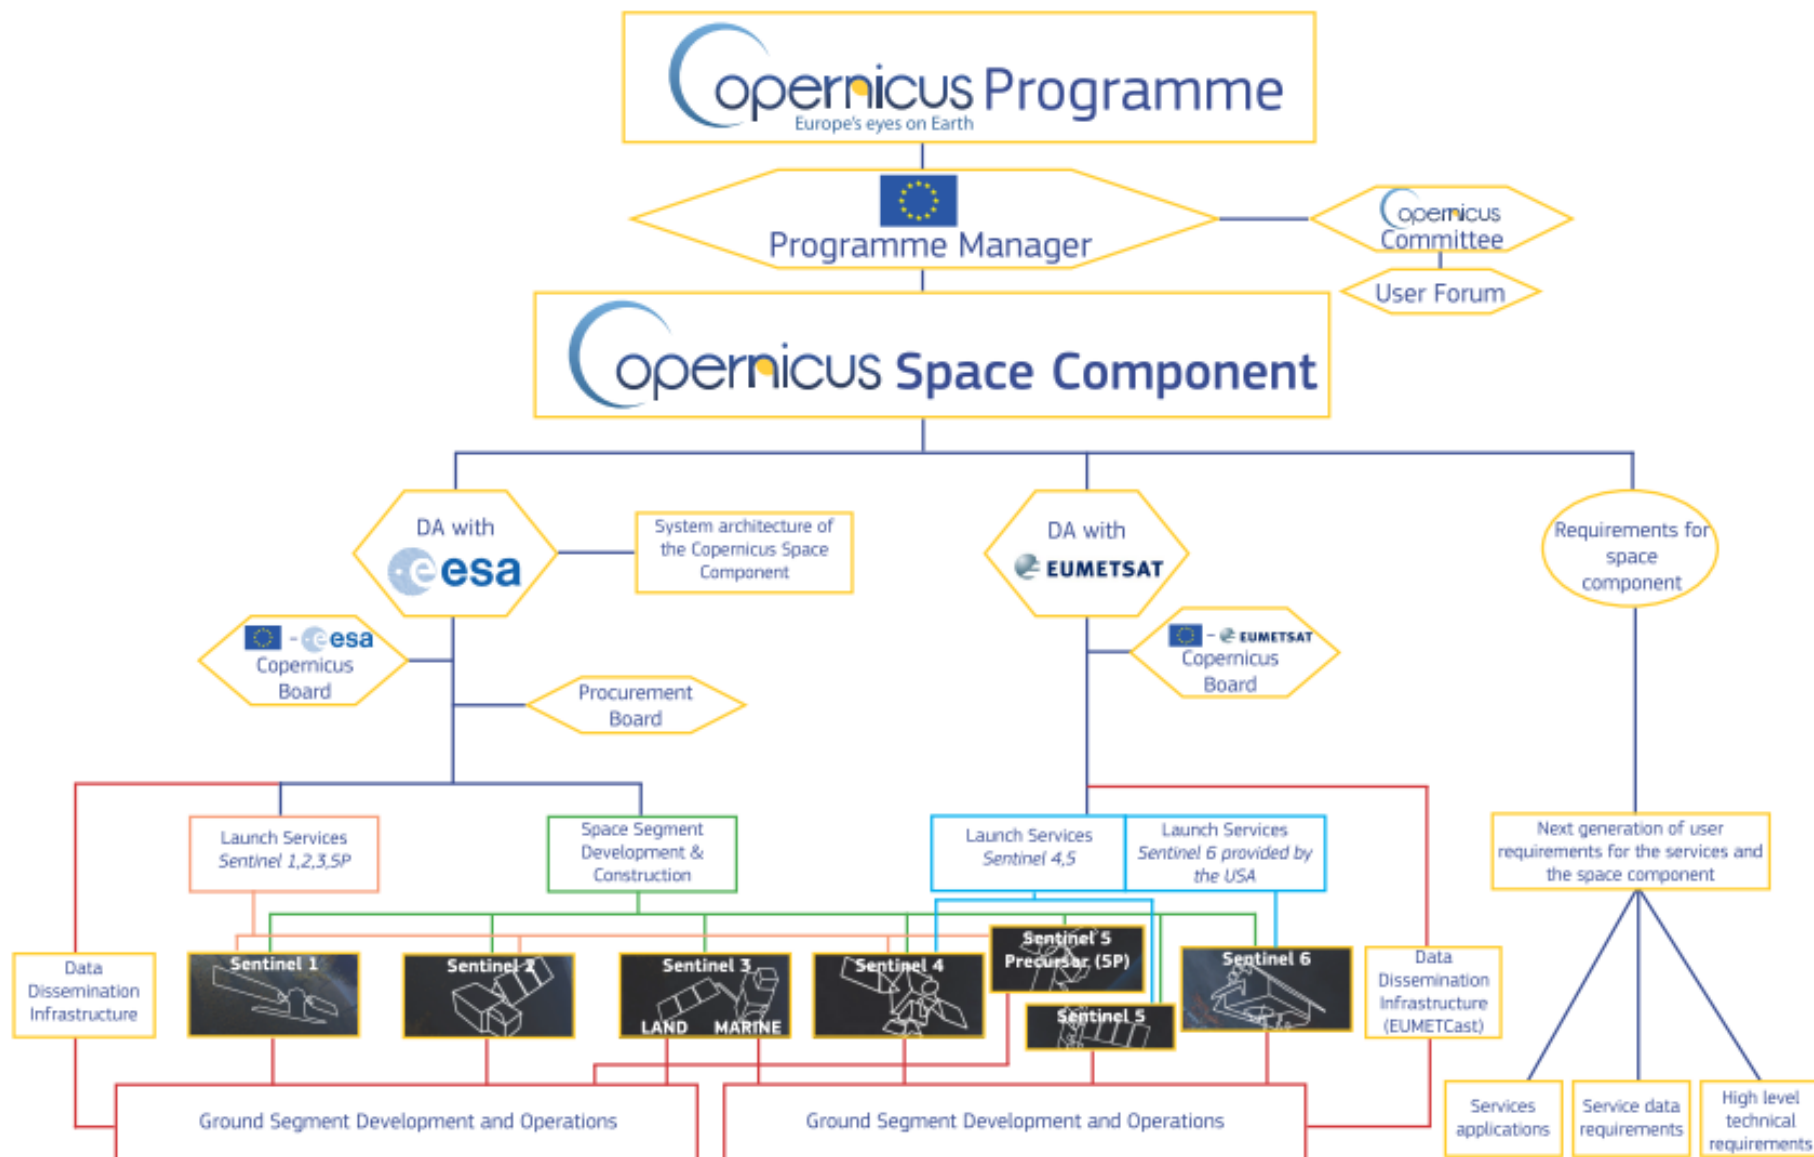 Copernicus Programme
Europe's eyes on Earth
Programme Manager
Copernicus
Committee
User Forum
Copernicus Space Component
DA with
esa
System architecture of
the Copernicus Space
Component
DA with
EUMETSAT
Requirements for
space
component
- esa
Copernicus
Board
Procurement
Board
- EUMETSAT
Copernicus
Board
Launch Services
Sentinel 1,2,3,5P
Space Segment
Development &
Construction
Launch Services
Sentinel 4,5
Launch Services
Sentinel 6 provided by
the USA
Next generation of user
requirements for the services and
the space component
Data
Dissemination
Infrastructure
Sentinel 1
Sentinel 2
Sentinel 3
LAND MARINE
Sentinel 4
Sentinel 5
Precursor (5P)
Sentinel 5
Sentinel 6
Data
Dissemination
Infrastructure
(EUMETCast)
Ground Segment Development and Operations
Ground Segment Development and Operations
Services
applications
Service data
requirements
High level
technical
requirements